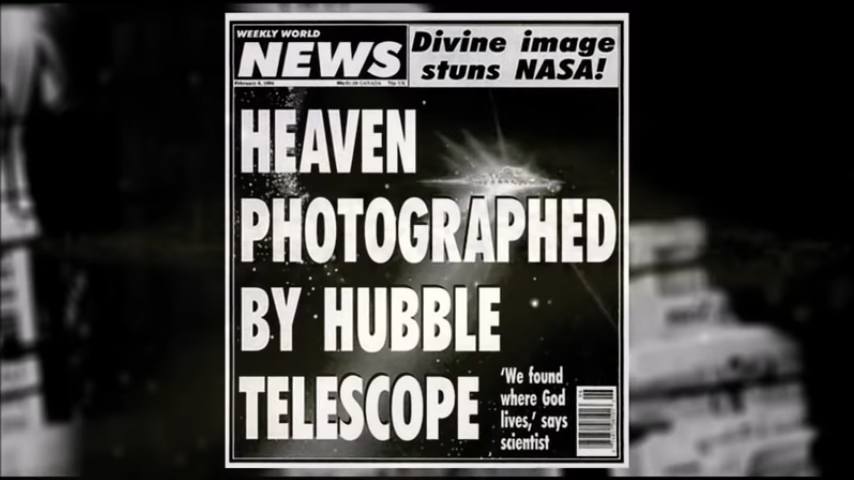 WEEKLY WORLD
NEWS
Divine image
stuns NASA!
HEAVEN
PHOTOGRAPHED
BY HUBBLE
TELESCOPE
'We found
where God
lives,' says
scientist